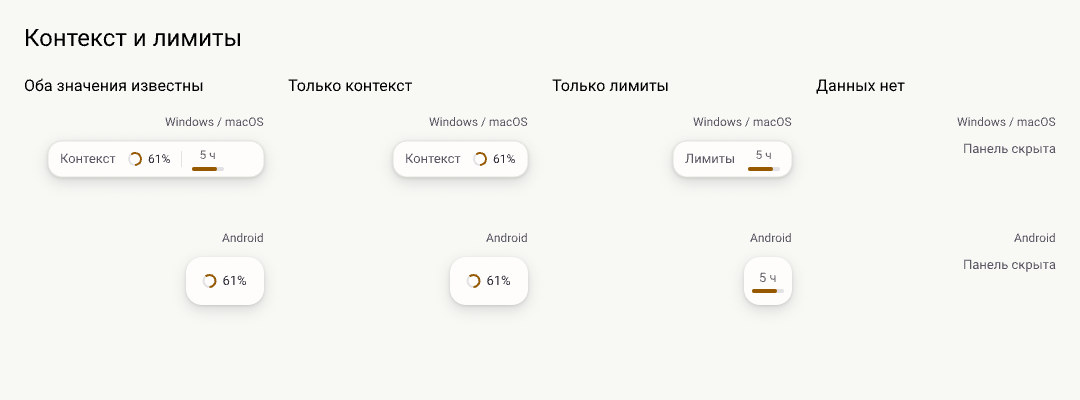 Контекст и лимиты
Оба значения известны
Только контекст
Только лимиты
Данных нет
Windows / macOS
Windows / macOS
Windows / macOS
Windows / macOS
Контекст 61% 5 ч
Контекст 61%
Лимиты 5 ч
Панель скрыта
Android
Android
Android
Android
61%
61%
5 ч
Панель скрыта